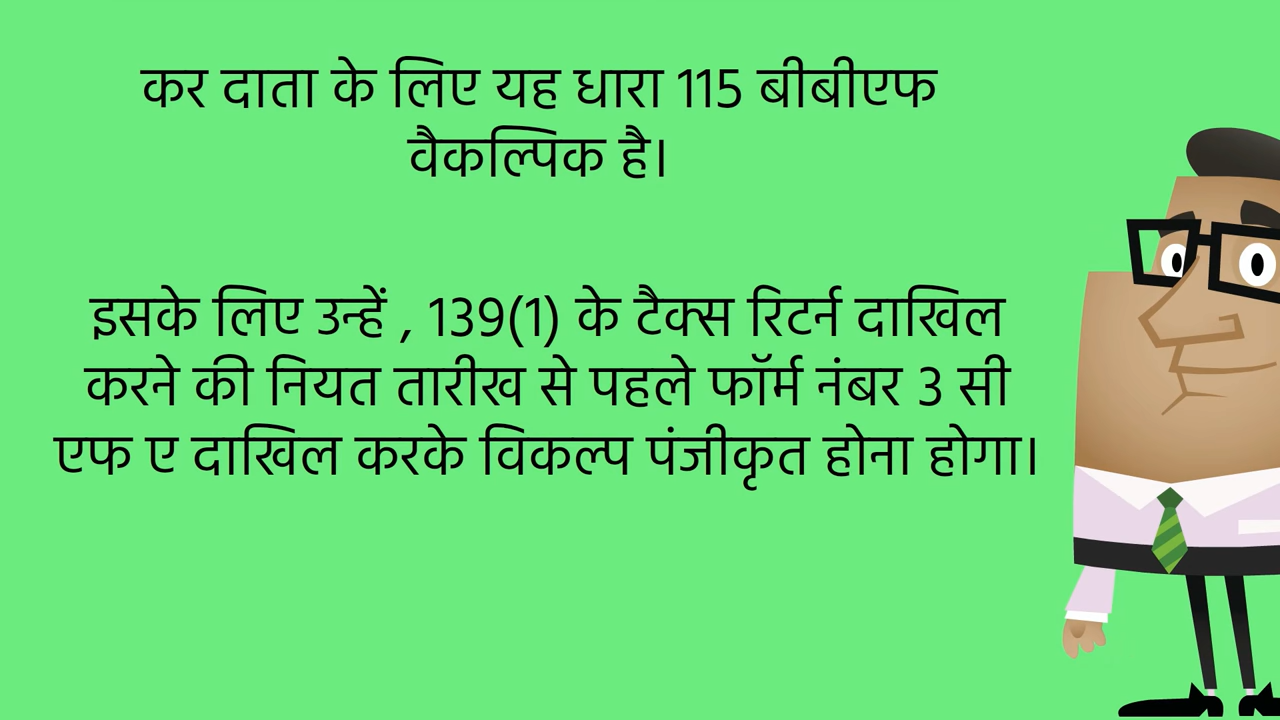 कर दाता के लिए यह धारा 115 बीबीएफ
वैकल्पिक है।
इसके लिए उन्हें , 139(1) के टैक्स रिटर्न दाखिल
करने की नियत तारीख से पहले फॉर्म नंबर 3 सी
एफ ए दाखिल करके विकल्प पंजीकृत होना होगा।